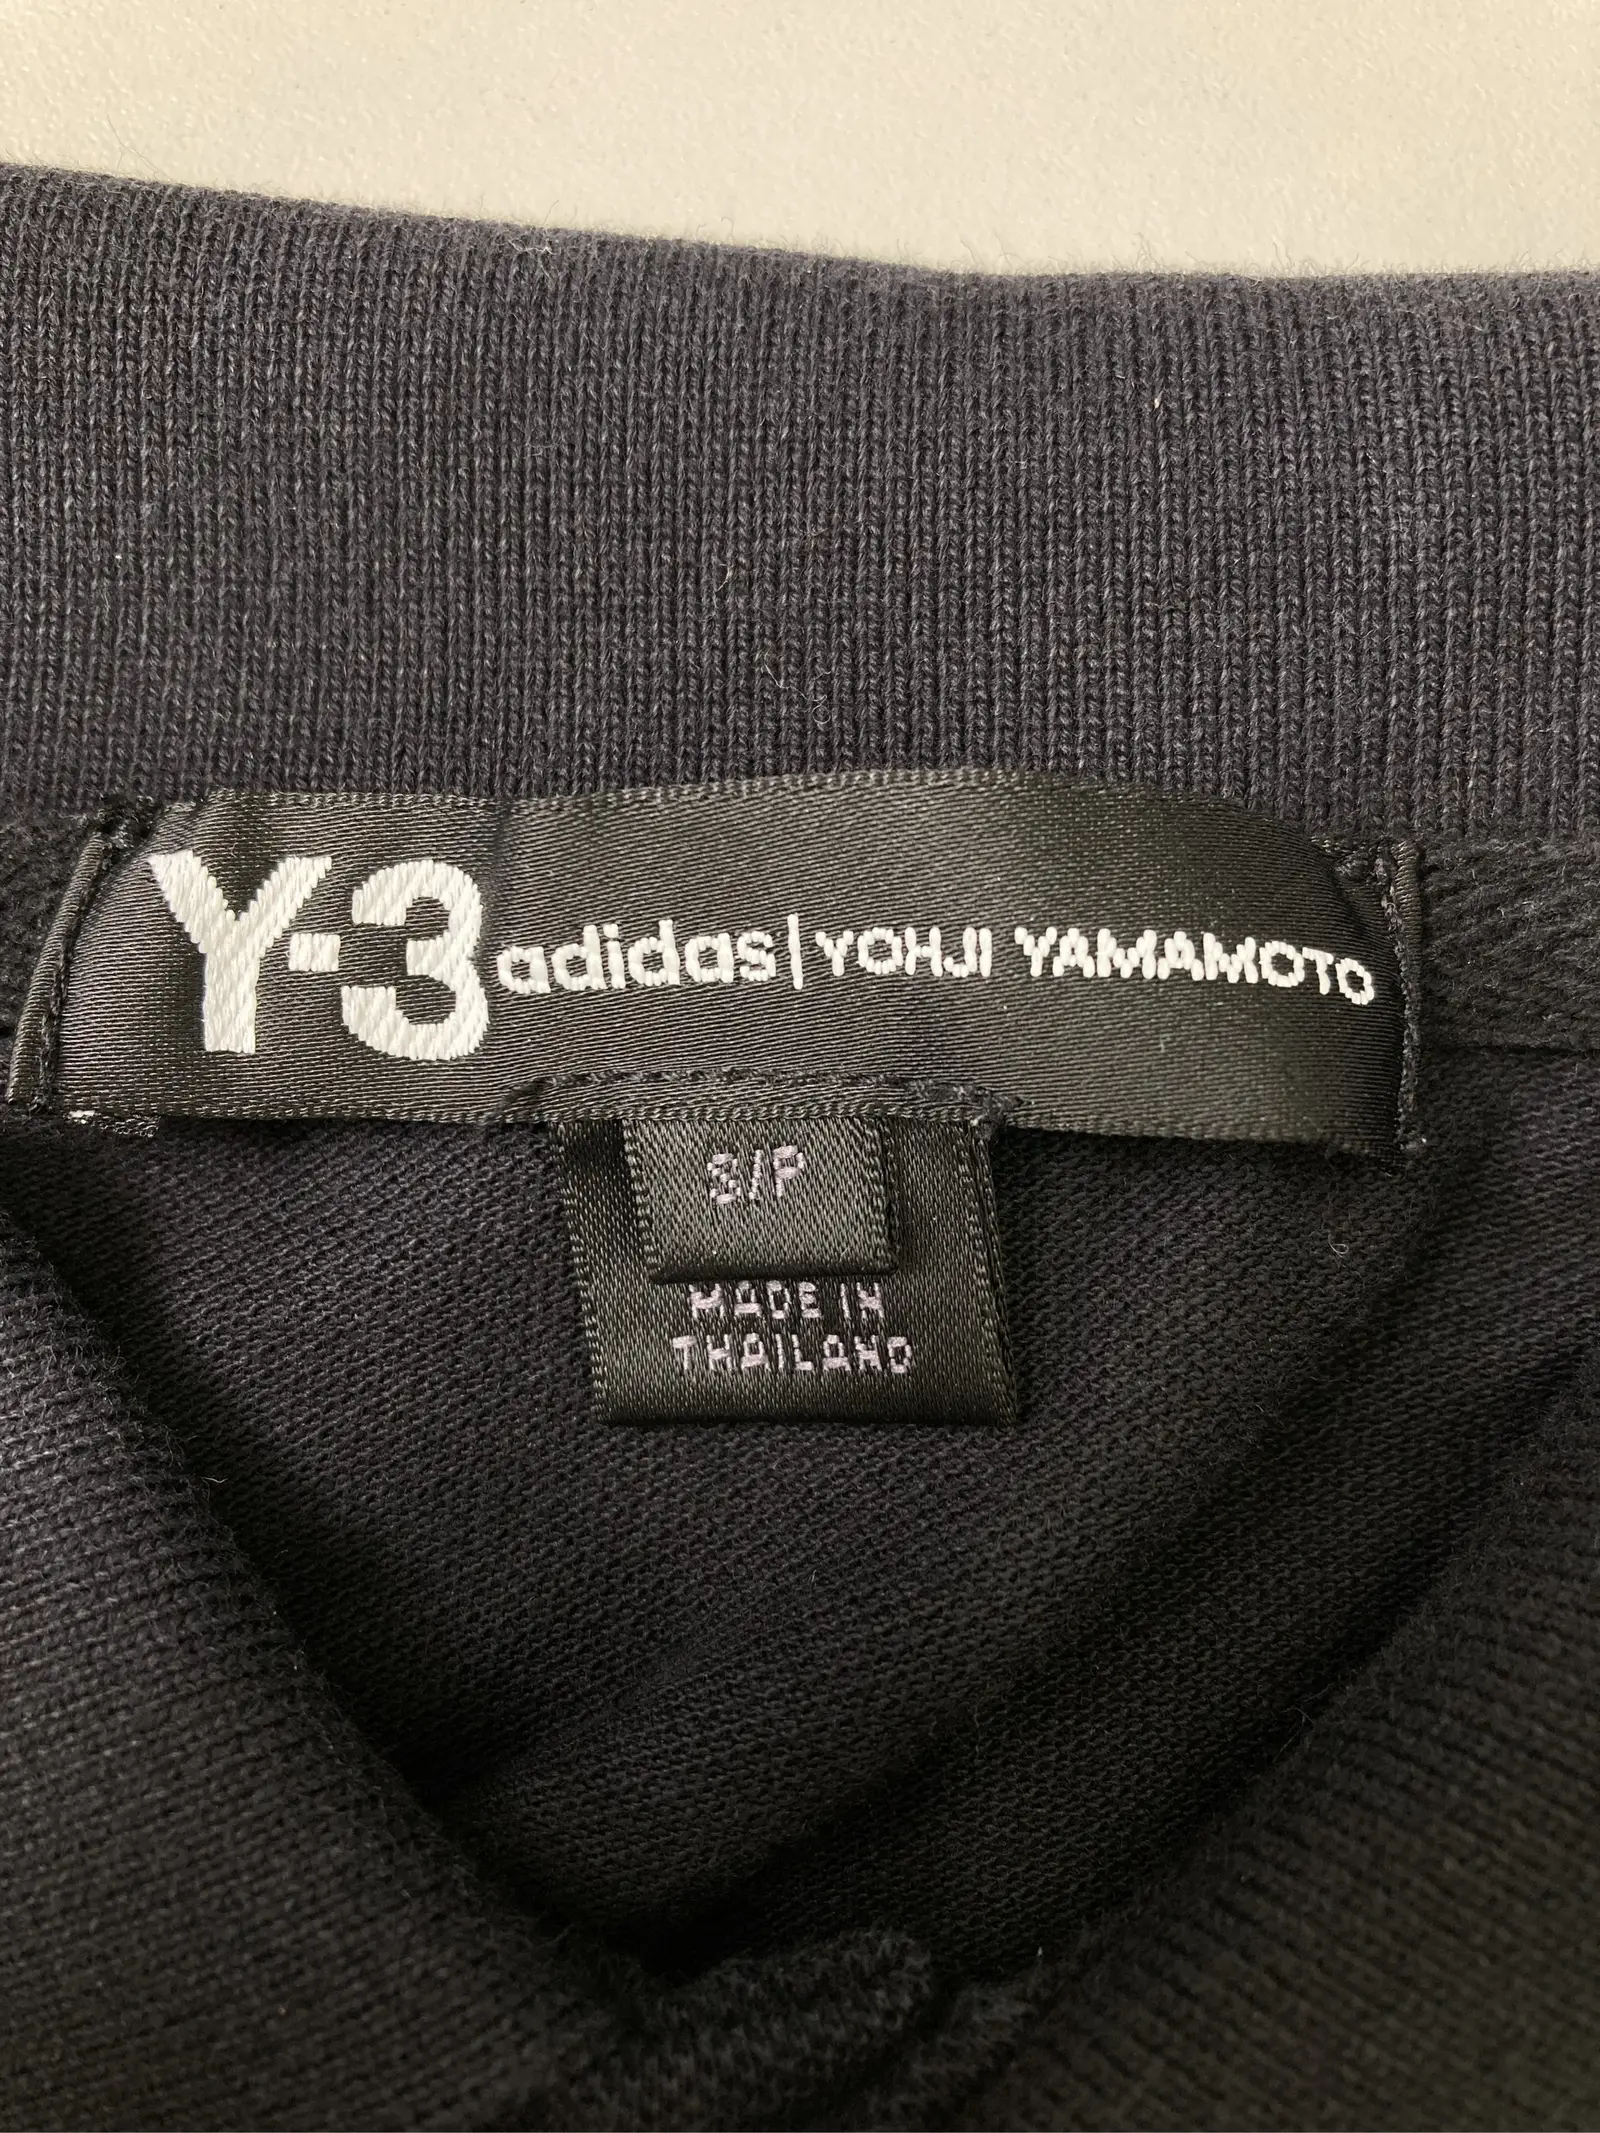 Y-3 adidas | YOHJI YAMAMOTO
S/P
MADE IN
THAILAND